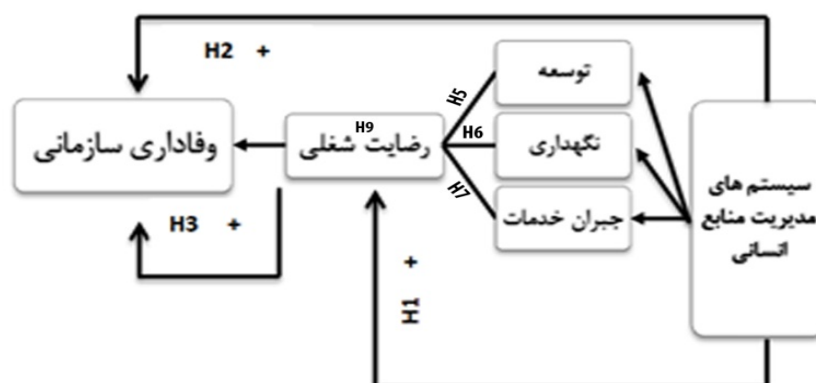 H2 +
توسعه
H5
H9
وفاداری سازمانی
رضایت شغلی
H6
نگهداری
H7
جبران خدمات
سیستم های
مدیریت منابع
انسانی
H3 +
H1 +